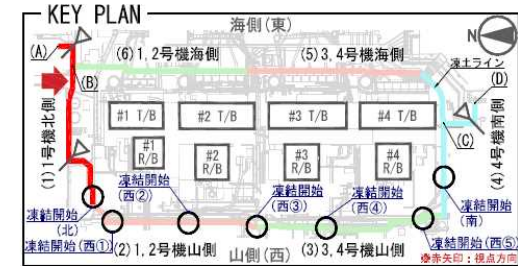 KEY PLAN
海側(東)
N
(A)
(6)1,2号機海側
(5)3,4号機海側
凍土ライン
(B)
(D)
#1 T/B
#2 T/B
#3 T/B
#4 T/B
(1)1号機北側
#1
R/B
#2
R/B
#3
R/B
#4
R/B
(C)
(4)4号機南側
凍結開始
(西②)
凍結開始
(北)
凍結開始
(西③)
凍結開始
(西④)
凍結開始
(南)
凍結開始(西①)
(2)1,2号機山側
山側(西)
(3)3,4号機山側
凍結開始(西⑤)
※赤矢印:視点方向